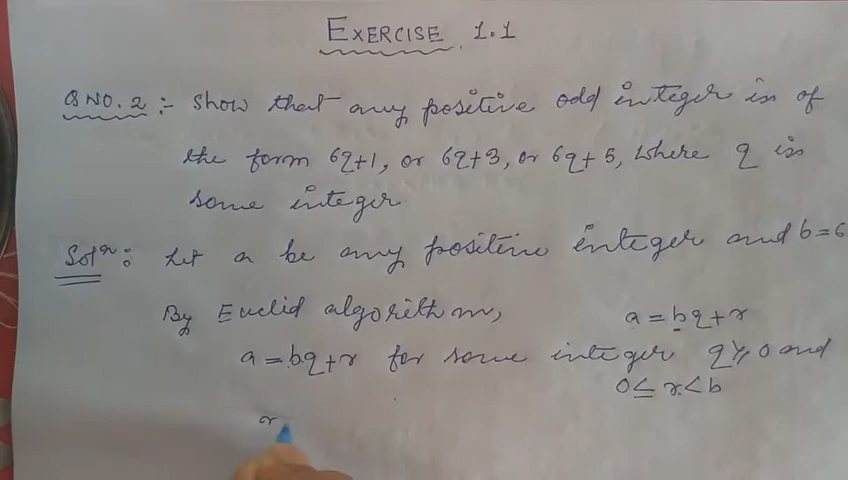 EXERCISE 1.1
Q NO. 2 :- Show that any positive odd integer is of
the form 6q+1, or 6q+3, or 6q+5, where q is
some integer
Solⁿ: Let a be any positive integer and b=6
By Euclid algorithm, a = bq+r
a = bq+r for some integer q ≥ 0 and
0 ≤ r < b
r